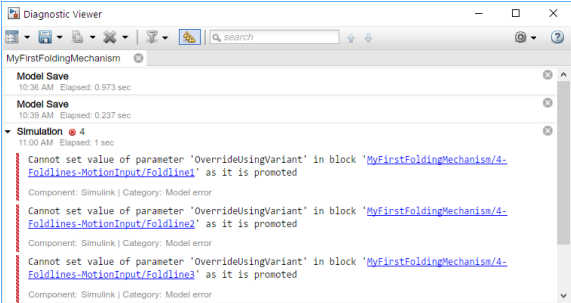 Diagnostic Viewer
search
MyFirstFoldingMechanism
Model Save
10:36 AM Elapsed: 0.973 sec
Model Save
10:39 AM Elapsed: 0.237 sec
Simulation 4
11:00 AM Elapsed: 1 sec
Cannot set value of parameter 'OverrideUsingVariant' in block 'MyFirstFoldingMechanism/4-
Foldlines-MotionInput/Foldline1' as it is promoted
Component: Simulink | Category: Model error
Cannot set value of parameter 'OverrideUsingVariant' in block 'MyFirstFoldingMechanism/4-
Foldlines-MotionInput/Foldline2' as it is promoted
Component: Simulink | Category: Model error
Cannot set value of parameter 'OverrideUsingVariant' in block 'MyFirstFoldingMechanism/4-
Foldlines-MotionInput/Foldline3' as it is promoted
Component: Simulink | Category: Model error